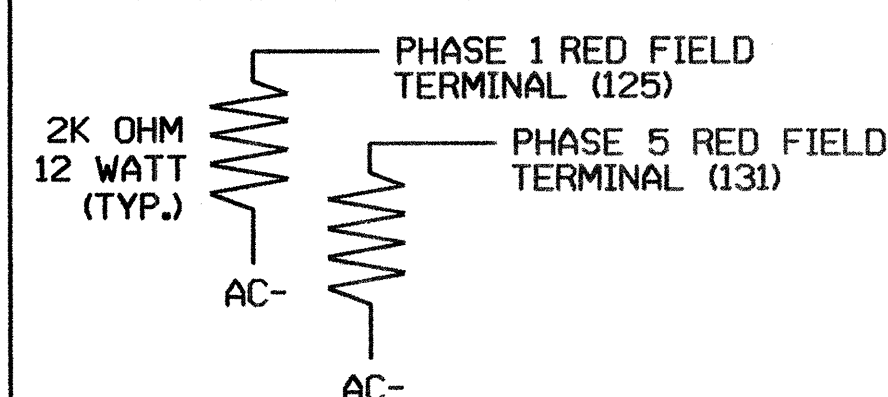 PHASE 1 RED FIELD
TERMINAL (125)
2K OHM
12 WATT
(TYP.)
PHASE 5 RED FIELD
TERMINAL (131)
AC-
AC-